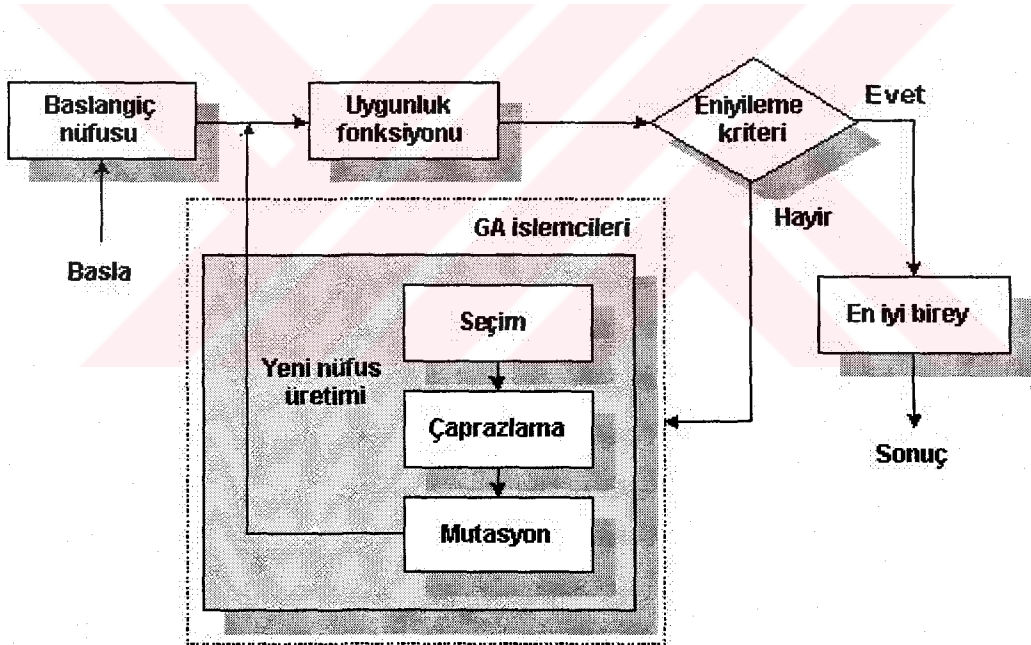 Baslangiç
nüfusu
Uygunluk
fonksiyonu
Eniyileme
kriteri
Evet
Hayir
Basla
GA islemcileri
Seçim
Yeni nüfus
üretimi
Çaprazlama
Mutasyon
En iyi birey
Sonuç